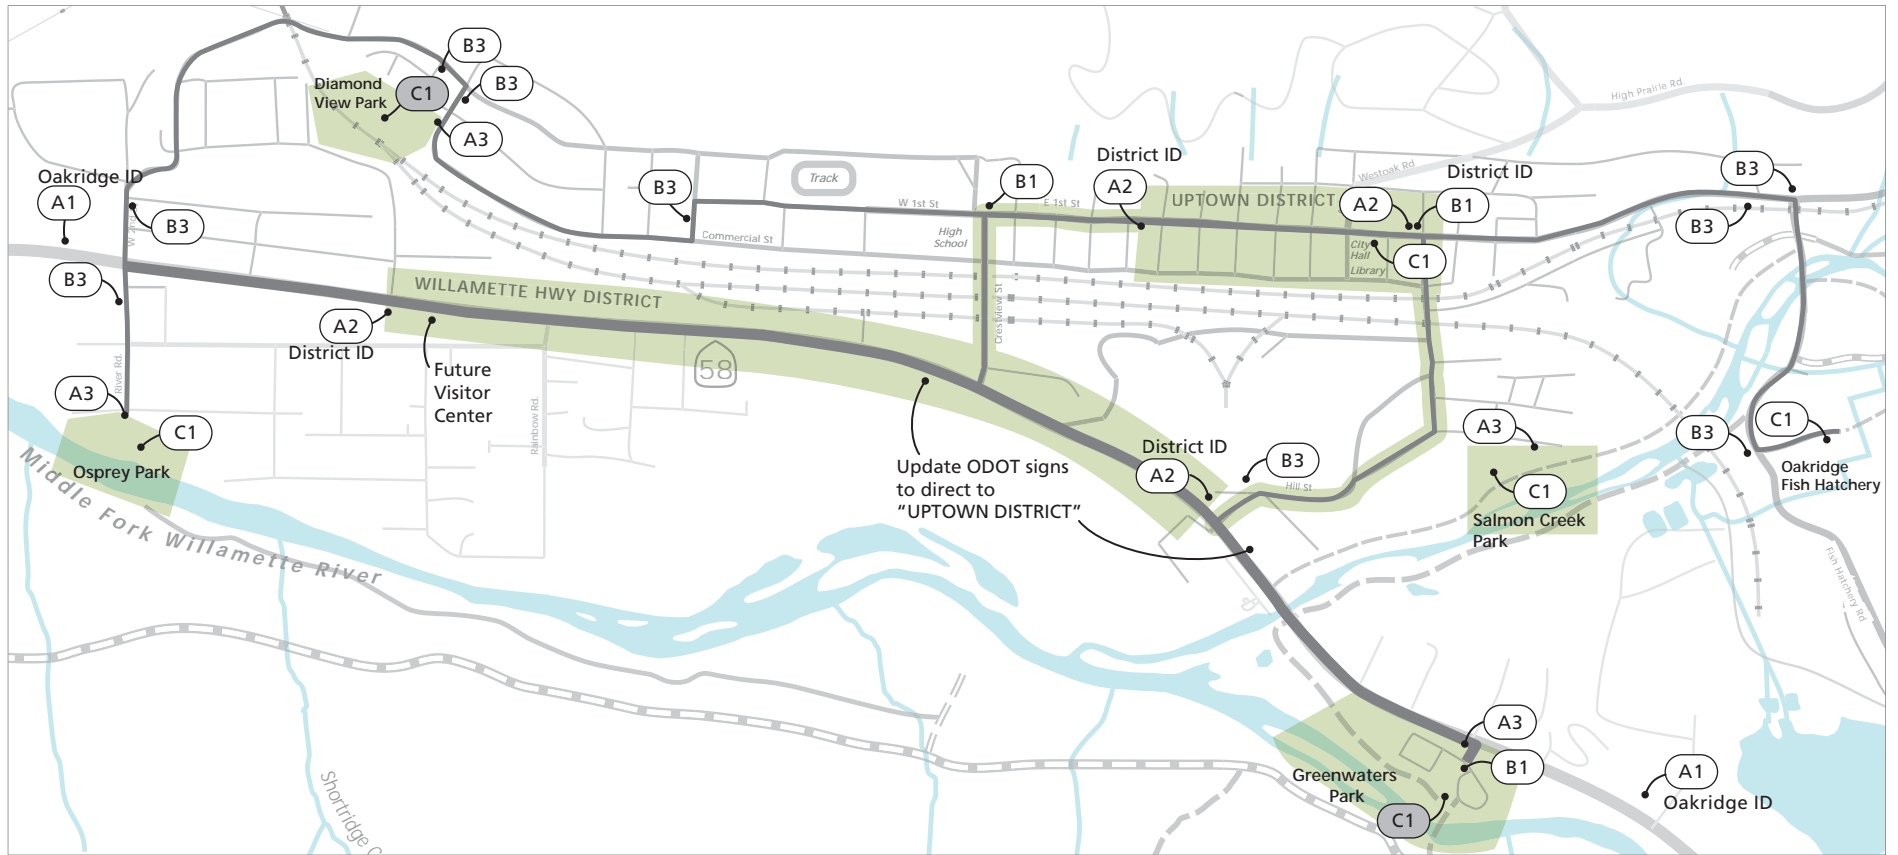 B3
B3
Diamond
View Park
C1
A3
Oakridge ID
A1
B3
W 2nd
B3
Track
B3
W 1st St
Commercial St
High
School
B1
E 1st St
District ID
A2
UPTOWN DISTRICT
Westoak Rd
High Prairie Rd.
District ID
A2
B1
City
Hall
Library
C1
B3
B3
WILLAMETTE HWY DISTRICT
A2
District ID
Future
Visitor
Center
58
Crestview St
River Rd.
Rainbow Rd.
A3
C1
Osprey Park
Middle Fork Willamette River
Update ODOT signs
to direct to
“UPTOWN DISTRICT”
District ID
A2
B3
Hill St
A3
C1
Salmon Creek
Park
B3
C1
Oakridge
Fish Hatchery
Fish Hatchery Rd
Shortridge C
A3
B1
Greenwaters
Park
C1
A1
Oakridge ID